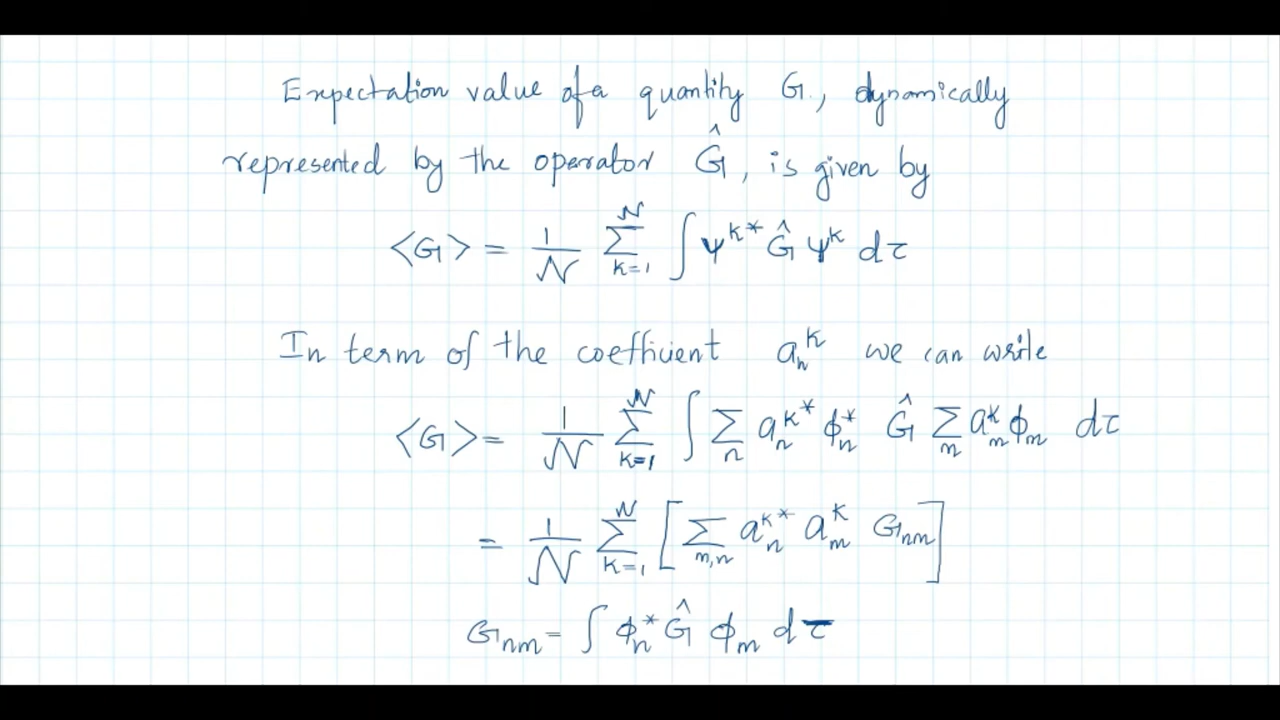 Expectation value of a quantity G, dynamically
represented by the operator Ĝ, is given by
<G> = 1/𝒩 Σ_{k=1}^{𝒩} ∫ ψ^{k*} Ĝ ψ^k dτ
In term of the coefficient a_n^k we can write
<G> = 1/𝒩 Σ_{k=1}^{𝒩} ∫ Σ_n a_n^{k*} ϕ_n^* Ĝ Σ_m a_m^k ϕ_m dτ
= 1/𝒩 Σ_{k=1}^{𝒩} [ Σ_{m,n} a_n^{k*} a_m^k G_{nm} ]
G_{nm} = ∫ ϕ_n^* Ĝ ϕ_m dτ